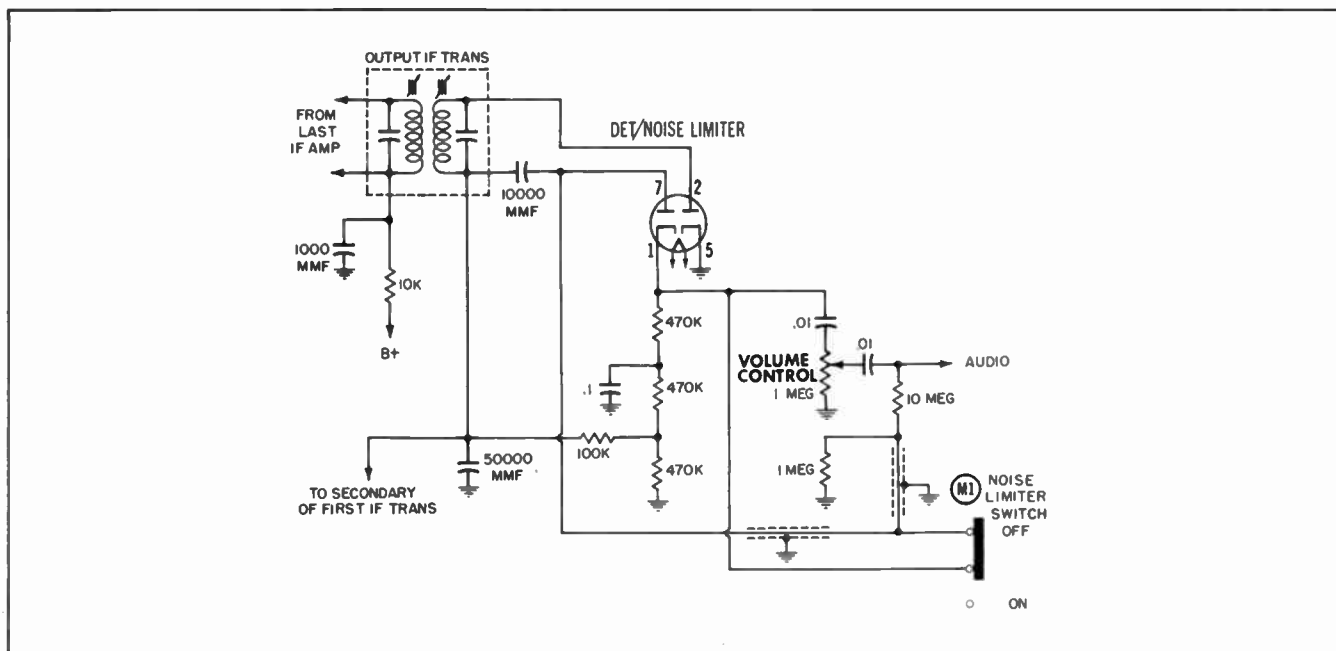 OUTPUT IF TRANS
FROM
LAST
IF AMP
DET/NOISE LIMITER
10000
MMF
7
2
1
5
1000
MMF
10K
B+
470K
.01
.01
VOLUME
CONTROL
1 MEG
AUDIO
10 MEG
.1
470K
100K
50000
MMF
470K
1 MEG
TO SECONDARY
OF FIRST IF TRANS
M1
NOISE
LIMITER
SWITCH
OFF
ON